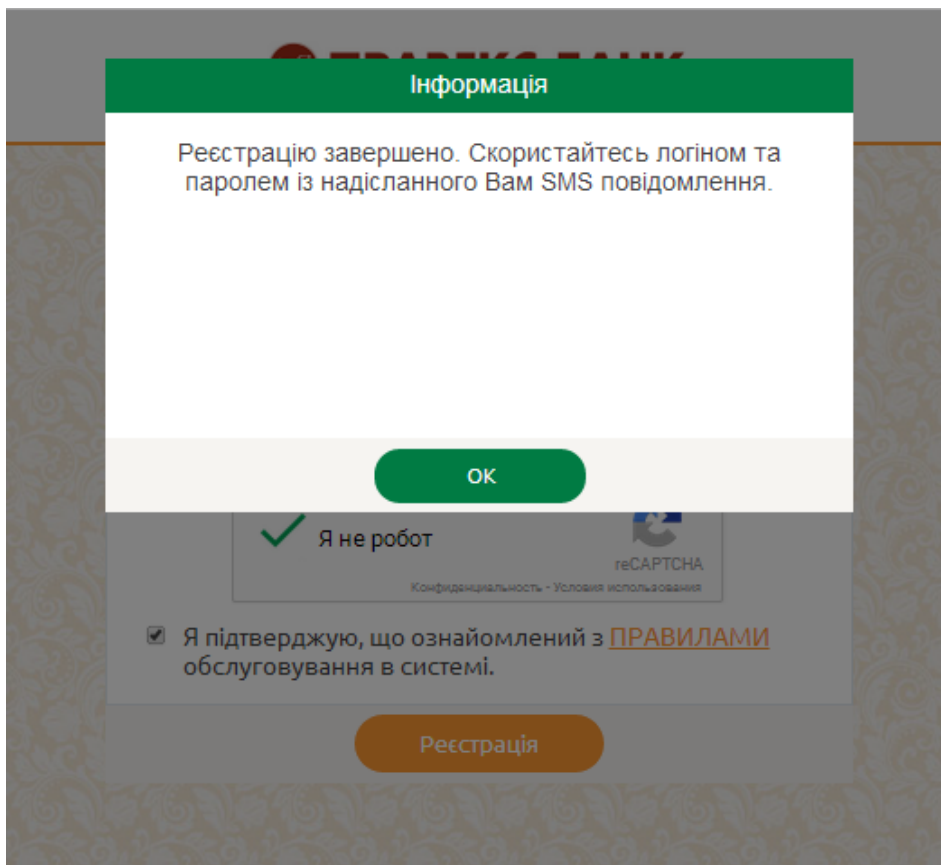 Інформація
Реєстрацію завершено. Скористайтесь логіном та
паролем із надісланного Вам SMS повідомлення.
ОК
Я не робот
reCAPTCHA
Конфиденциальность - Условия использования
Я підтверджую, що ознайомлений з ПРАВИЛАМИ
обслуговування в системі.
Реєстрація